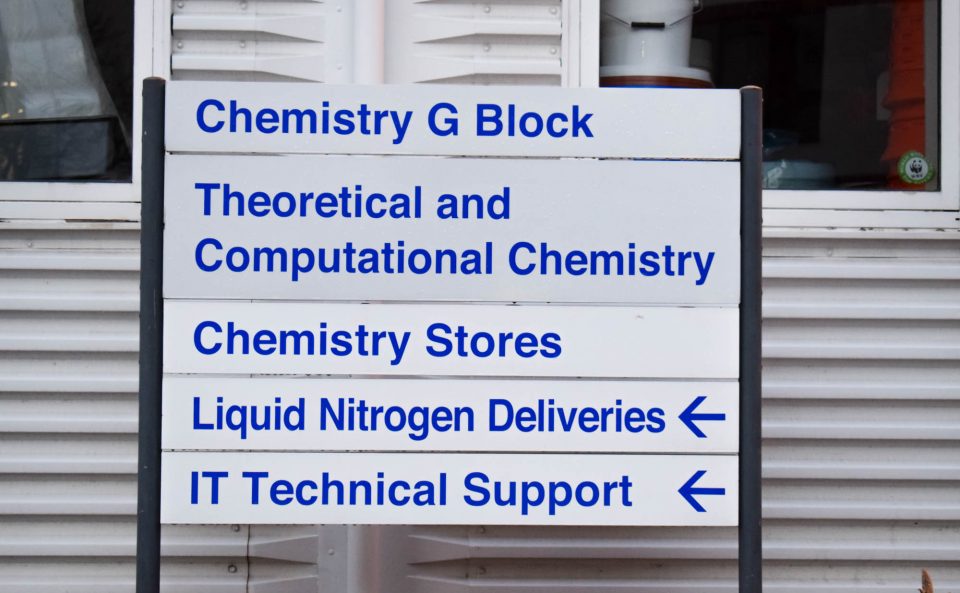 Chemistry G Block
Theoretical and
Computational Chemistry
Chemistry Stores
Liquid Nitrogen Deliveries ←
IT Technical Support ←